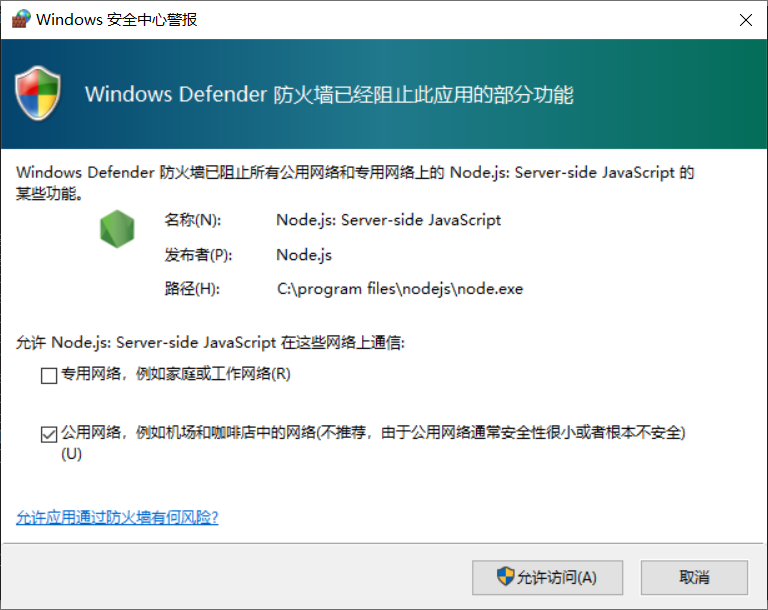 Windows 安全中心警报
Windows Defender 防火墙已经阻止此应用的部分功能
Windows Defender 防火墙已阻止所有公用网络和专用网络上的 Node.js: Server-side JavaScript 的
某些功能。
名称(N): Node.js: Server-side JavaScript
发布者(P): Node.js
路径(H): C:\program files\nodejs\node.exe
允许 Node.js: Server-side JavaScript 在这些网络上通信:
专用网络，例如家庭或工作网络(R)
公用网络，例如机场和咖啡店中的网络(不推荐，由于公用网络通常安全性很小或者根本不安全)
(U)
允许应用通过防火墙有何风险?
允许访问(A) 取消